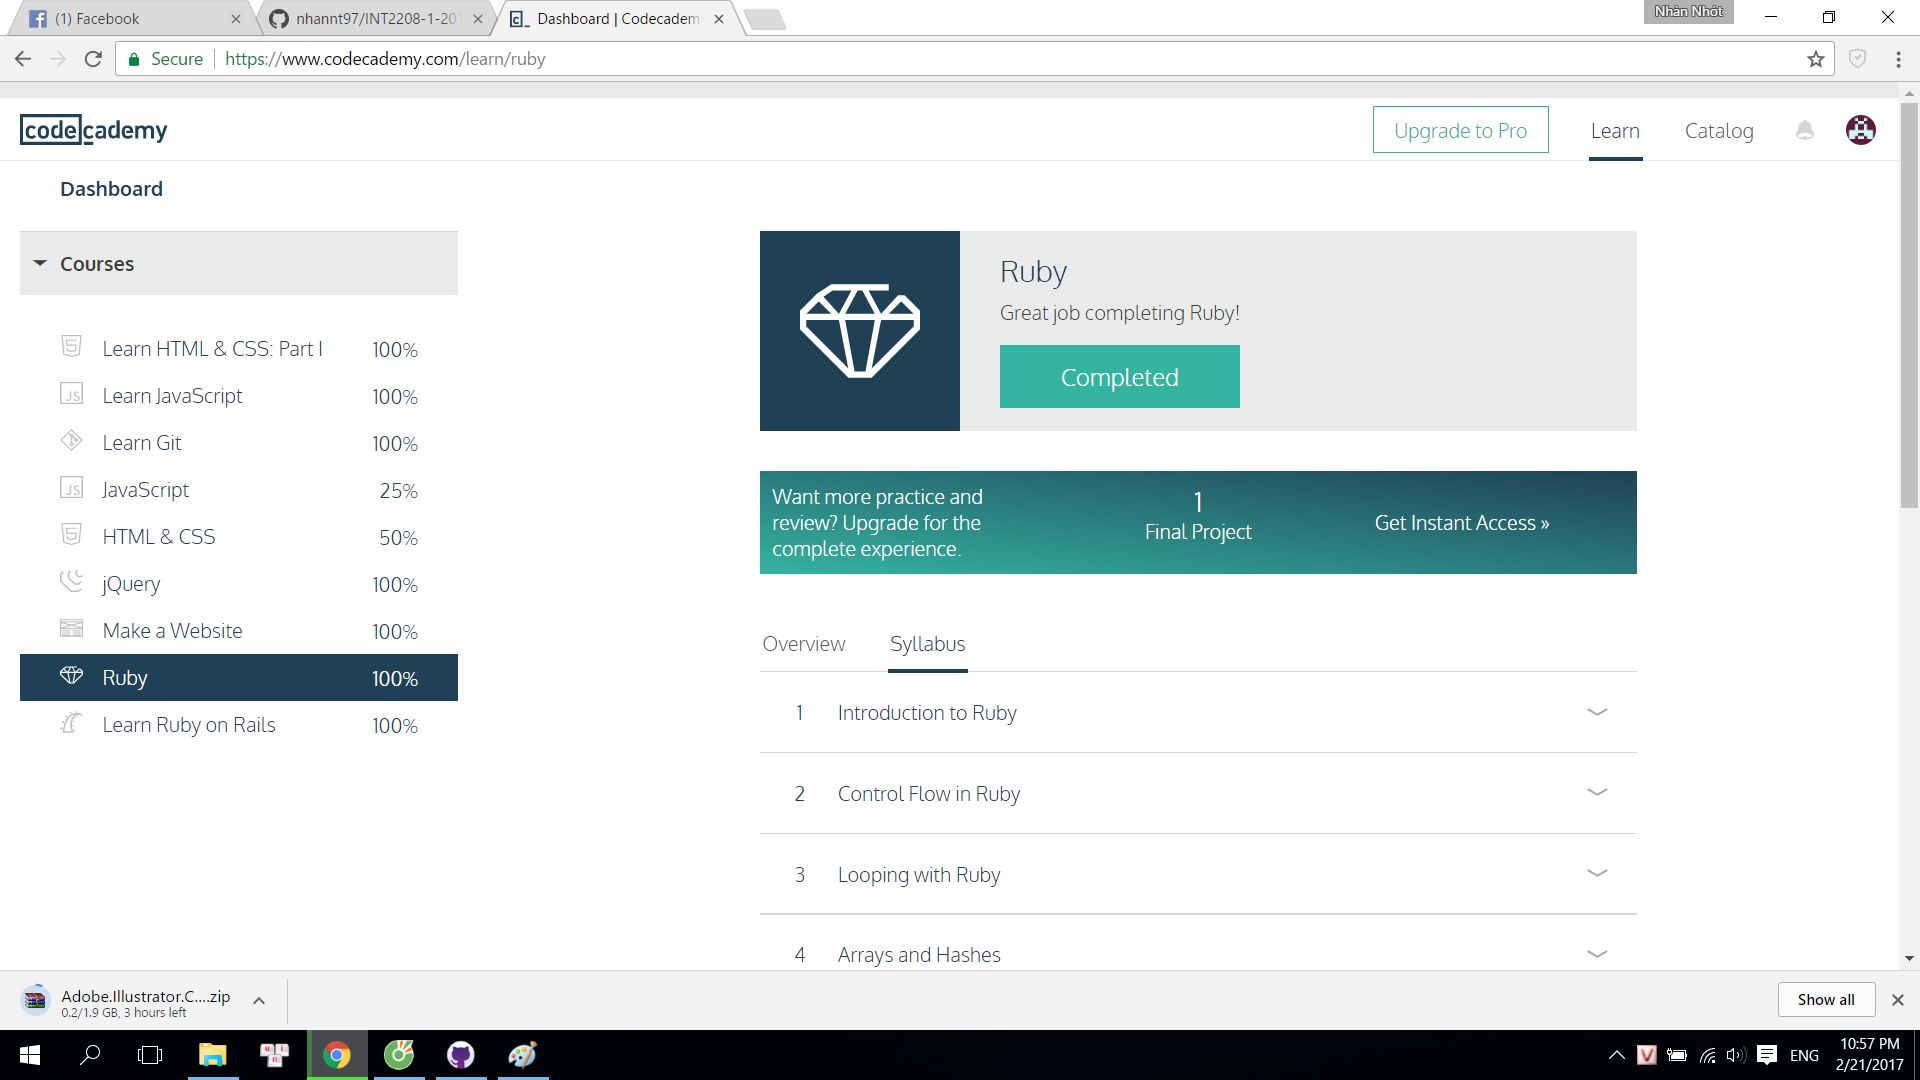 (1) Facebook
nhannt97/INT2208-1-20
Dashboard | Codecadem
Nhàn Nhót
Secure
https://www.codecademy.com/learn/ruby
codecademy
Upgrade to Pro
Learn
Catalog
Dashboard
Courses
Learn HTML & CSS: Part I 100%
Learn JavaScript 100%
Learn Git 100%
JavaScript 25%
HTML & CSS 50%
jQuery 100%
Make a Website 100%
Ruby 100%
Learn Ruby on Rails 100%
Ruby
Great job completing Ruby!
Completed
Want more practice and
review? Upgrade for the
complete experience.
1
Final Project
Get Instant Access »
Overview
Syllabus
1 Introduction to Ruby
2 Control Flow in Ruby
3 Looping with Ruby
4 Arrays and Hashes
Adobe.Illustrator.C....zip
0.2/1.9 GB, 3 hours left
Show all
ENG
10:57 PM
2/21/2017